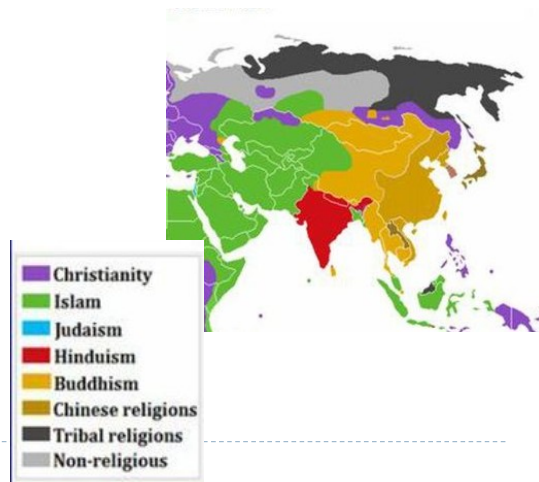 Christianity
Islam
Judaism
Hinduism
Buddhism
Chinese religions
Tribal religions
Non-religious